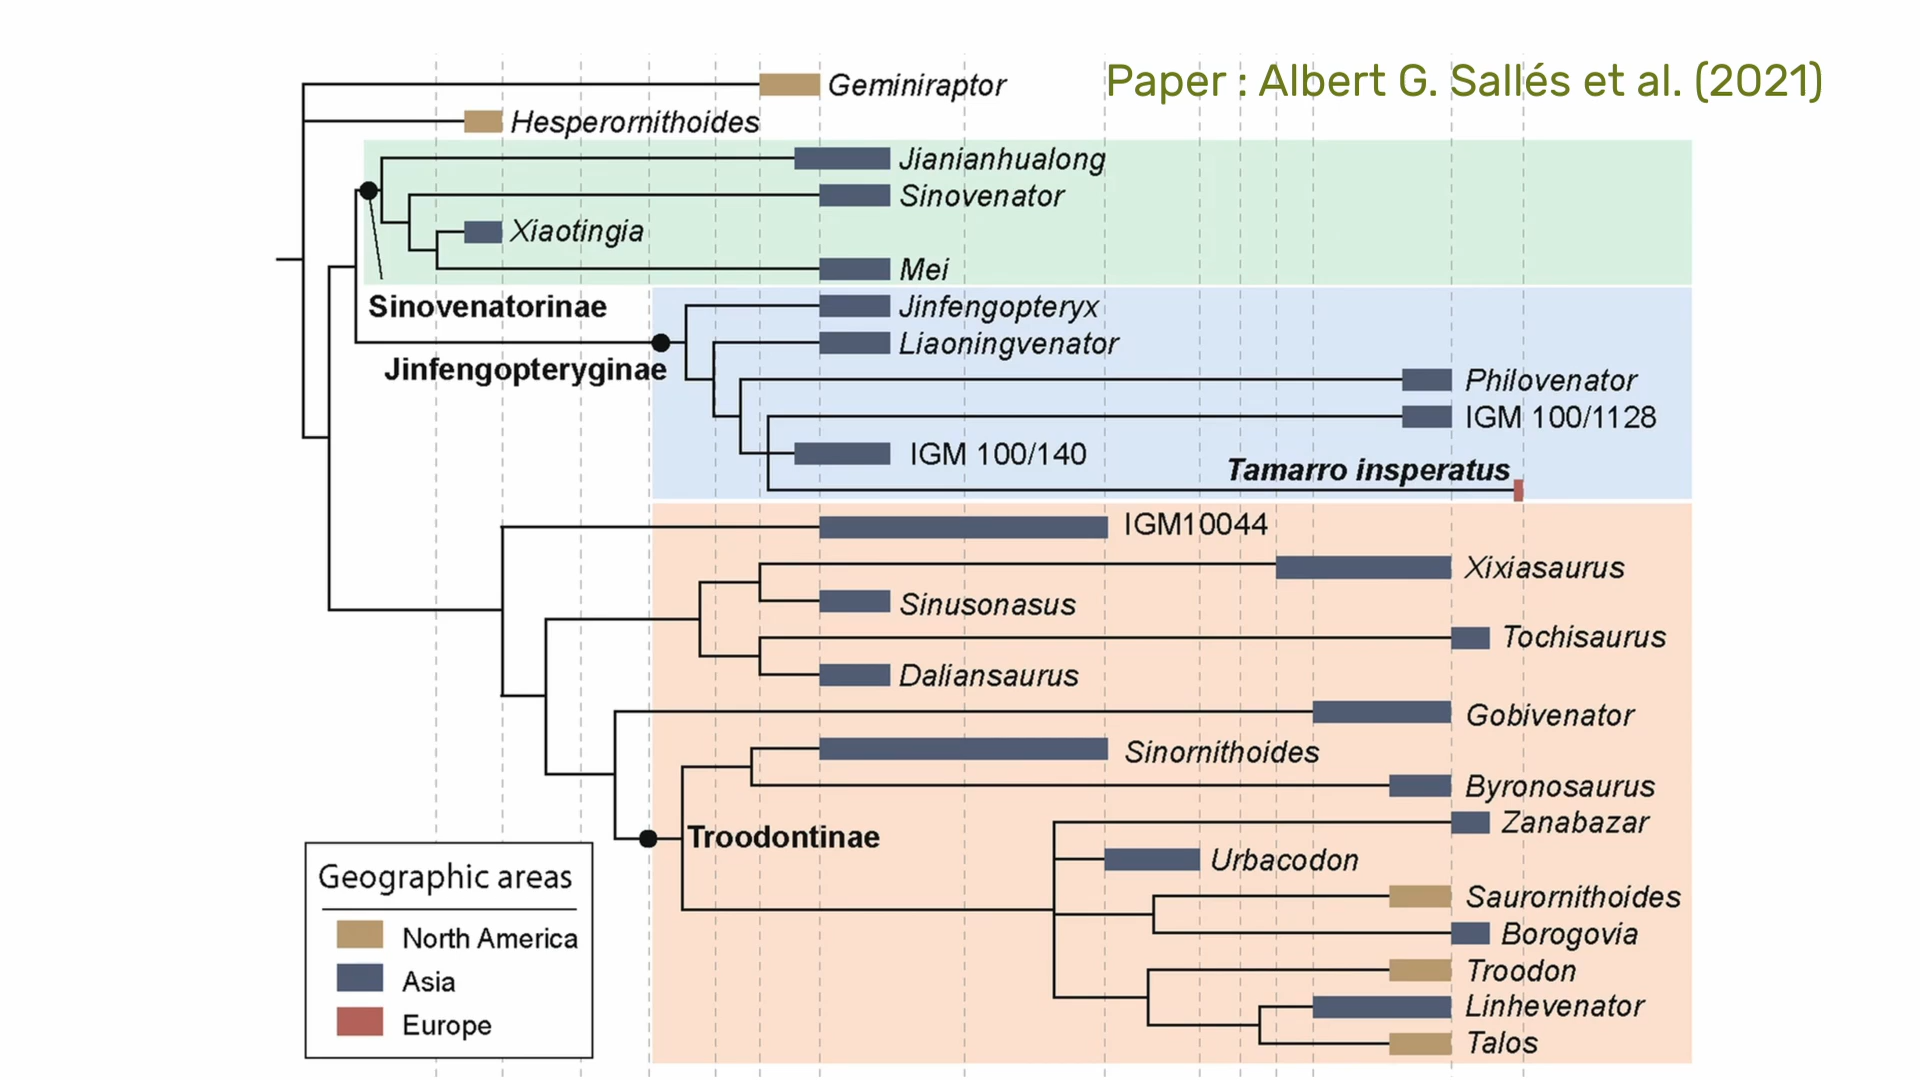 Paper : Albert G. Sallés et al. (2021)
Geminiraptor
Hesperornithoides
Jianianhualong
Sinovenator
Xiaotingia
Mei
Sinovenatorinae
Jinfengopteryx
Liaoningvenator
Jinfengopteryginae
Philovenator
IGM 100/1128
IGM 100/140
Tamarro insperatus
IGM10044
Xixiasaurus
Sinusonasus
Tochisaurus
Daliansaurus
Gobivenator
Sinornithoides
Byronosaurus
Zanabazar
Troodontinae
Urbacodon
Saurornithoides
Borogovia
Troodon
Linhevenator
Talos
Geographic areas
North America
Asia
Europe